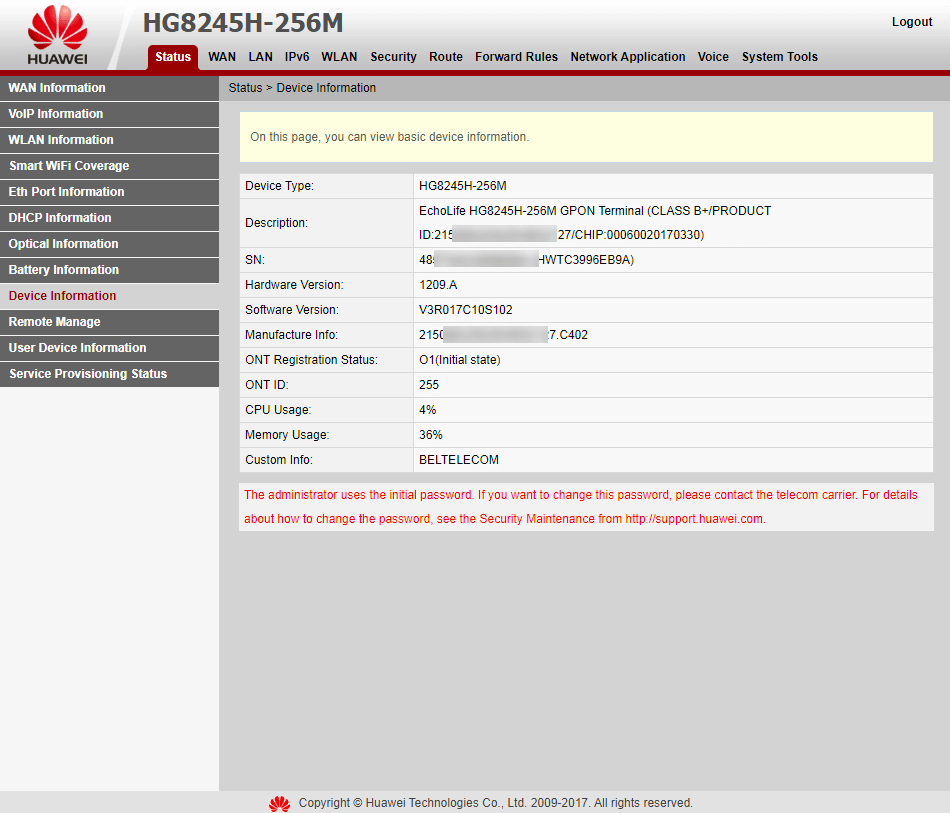 HUAWEI
HG8245H-256M
Logout
Status WAN LAN IPv6 WLAN Security Route Forward Rules Network Application Voice System Tools
WAN Information
VoIP Information
WLAN Information
Smart WiFi Coverage
Eth Port Information
DHCP Information
Optical Information
Battery Information
Device Information
Remote Manage
User Device Information
Service Provisioning Status
Status > Device Information
On this page, you can view basic device information.
Device Type: HG8245H-256M
Description: EchoLife HG8245H-256M GPON Terminal (CLASS B+/PRODUCT
ID:215 27/CHIP:00060020170330)
SN: 48 HWTC3996EB9A)
Hardware Version: 1209.A
Software Version: V3R017C10S102
Manufacture Info: 2150 7.C402
ONT Registration Status: O1(Initial state)
ONT ID: 255
CPU Usage: 4%
Memory Usage: 36%
Custom Info: BELTELECOM
The administrator uses the initial password. If you want to change this password, please contact the telecom carrier. For details
about how to change the password, see the Security Maintenance from http://support.huawei.com.
Copyright © Huawei Technologies Co., Ltd. 2009-2017. All rights reserved.